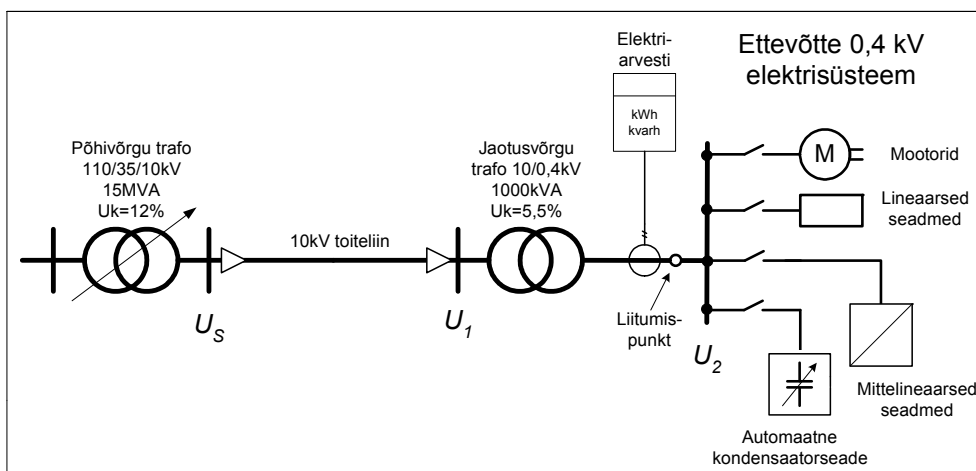 Põhivõrgu trafo
110/35/10kV
15MVA
Uk=12%
U_S
10kV toiteliin
U_1
Jaotusvõrgu
trafo 10/0,4kV
1000kVA
Uk=5,5%
Elektri-
arvesti
kWh
kvarh
Liitumis-
punkt
U_2
Ettevõtte 0,4 kV
elektrisüsteem
M
Mootorid
Lineaarsed
seadmed
Mittelineaarsed
seadmed
Automaatne
kondensaatorseade